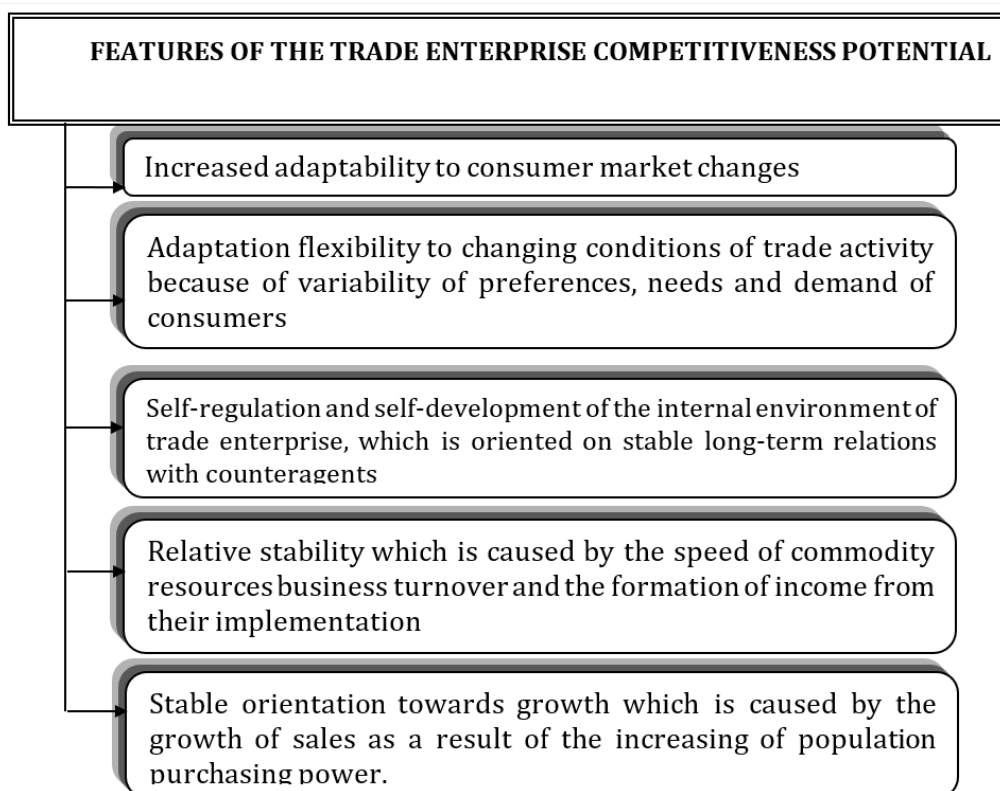 FEATURES OF THE TRADE ENTERPRISE COMPETITIVENESS POTENTIAL
Increased adaptability to consumer market changes
Adaptation flexibility to changing conditions of trade activity
because of variability of preferences, needs and demand of
consumers
Self-regulation and self-development of the internal environment of
trade enterprise, which is oriented on stable long-term relations
with counteragents
Relative stability which is caused by the speed of commodity
resources business turnover and the formation of income from
their implementation
Stable orientation towards growth which is caused by the
growth of sales as a result of the increasing of population
purchasing power.